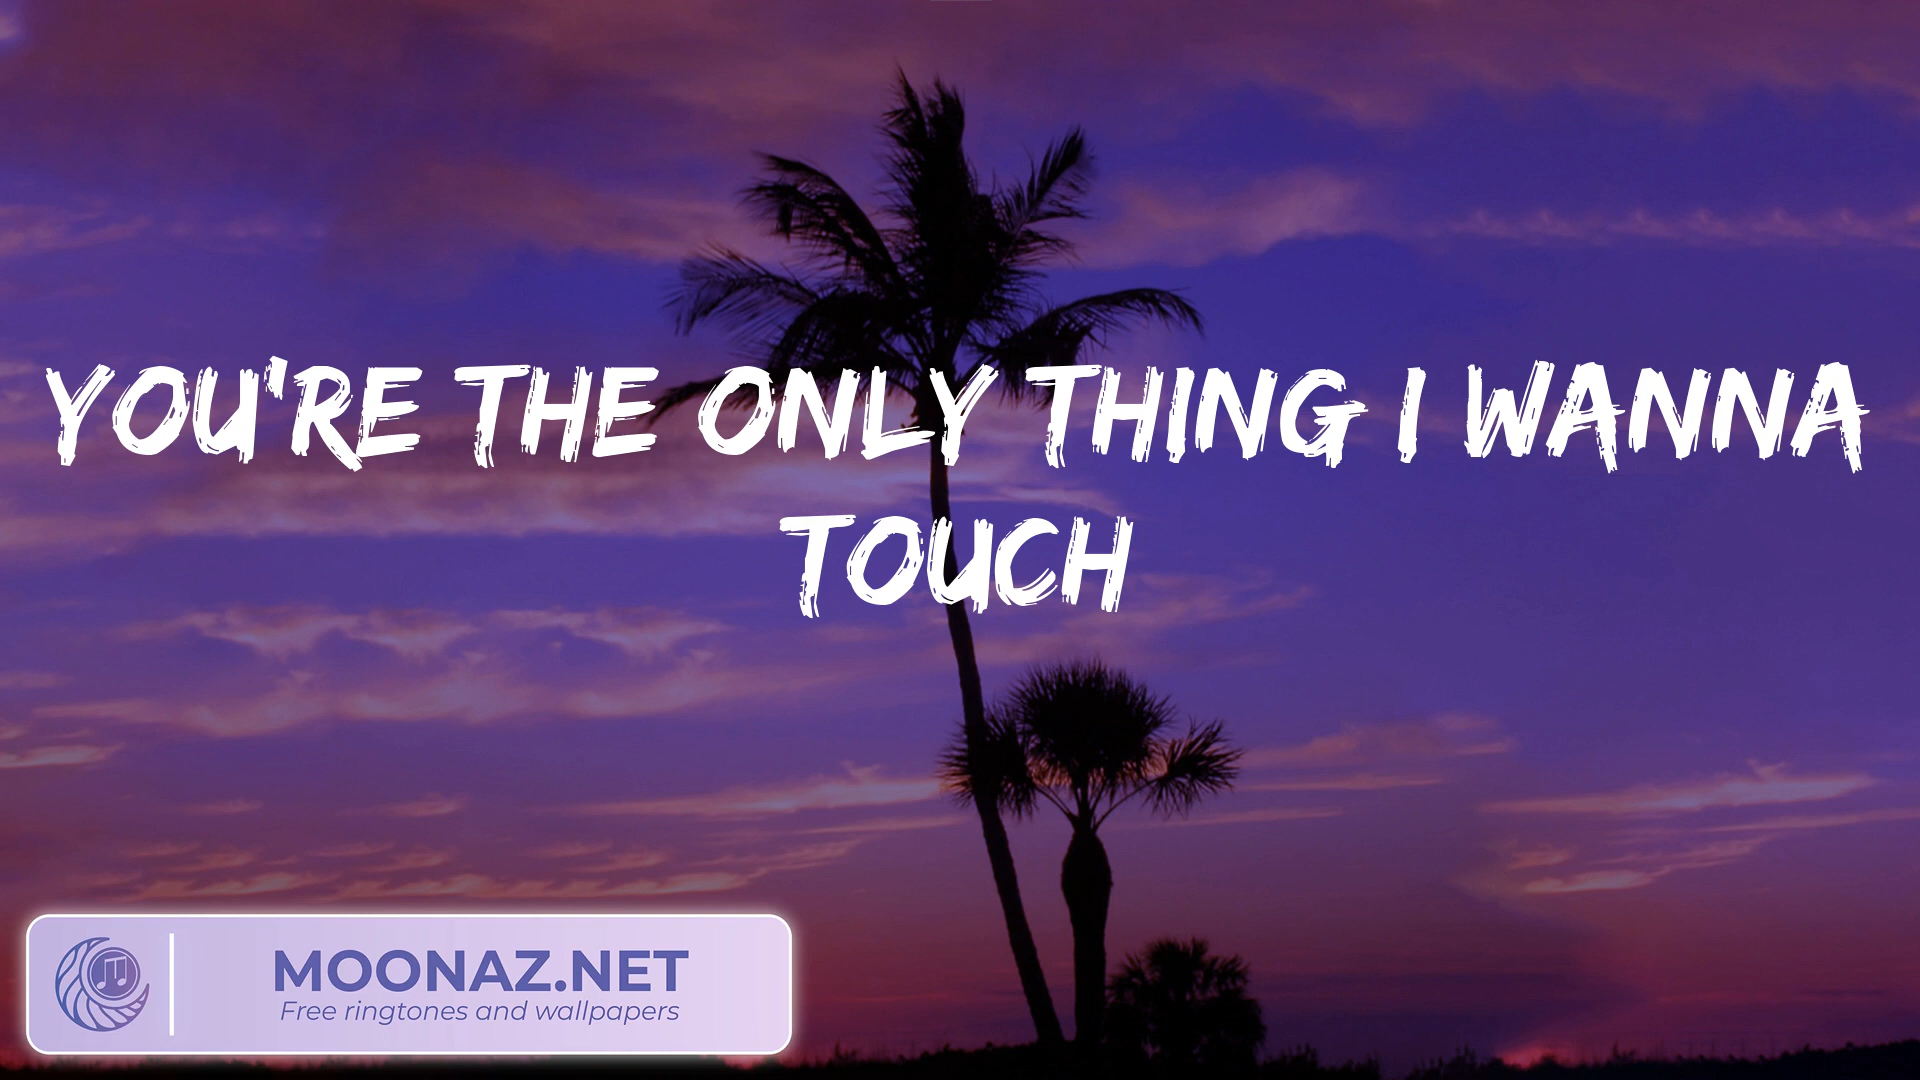 YOU'RE THE ONLY THING I WANNA
TOUCH
MOONAZ.NET
Free ringtones and wallpapers